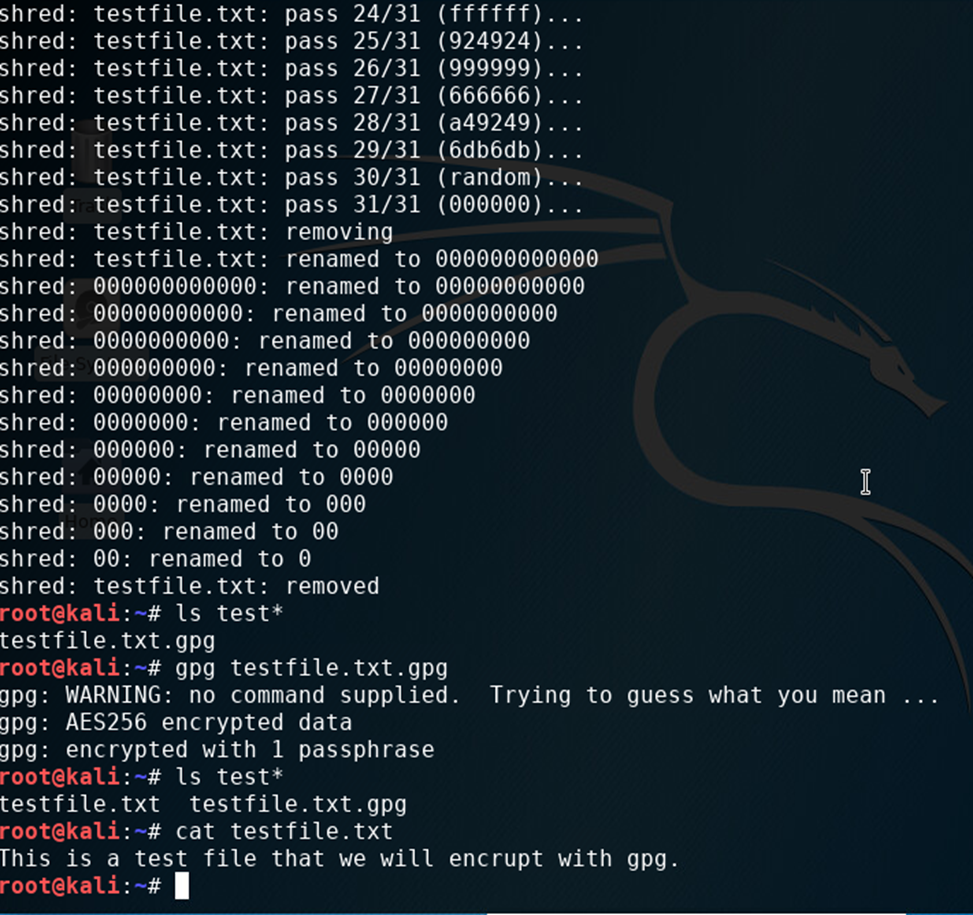 shred: testfile.txt: pass 24/31 (ffffff)...
shred: testfile.txt: pass 25/31 (924924)...
shred: testfile.txt: pass 26/31 (999999)...
shred: testfile.txt: pass 27/31 (666666)...
shred: testfile.txt: pass 28/31 (a49249)...
shred: testfile.txt: pass 29/31 (6db6db)...
shred: testfile.txt: pass 30/31 (random)...
shred: testfile.txt: pass 31/31 (000000)...
shred: testfile.txt: removing
shred: testfile.txt: renamed to 000000000000
shred: 000000000000: renamed to 00000000000
shred: 00000000000: renamed to 0000000000
shred: 0000000000: renamed to 000000000
shred: 000000000: renamed to 00000000
shred: 00000000: renamed to 0000000
shred: 0000000: renamed to 000000
shred: 000000: renamed to 00000
shred: 00000: renamed to 0000
shred: 0000: renamed to 000
shred: 000: renamed to 00
shred: 00: renamed to 0
shred: testfile.txt: removed
root@kali:~# ls test*
testfile.txt.gpg
root@kali:~# gpg testfile.txt.gpg
gpg: WARNING: no command supplied.  Trying to guess what you mean ...
gpg: AES256 encrypted data
gpg: encrypted with 1 passphrase
root@kali:~# ls test*
testfile.txt  testfile.txt.gpg
root@kali:~# cat testfile.txt
This is a test file that we will encrupt with gpg.
root@kali:~#